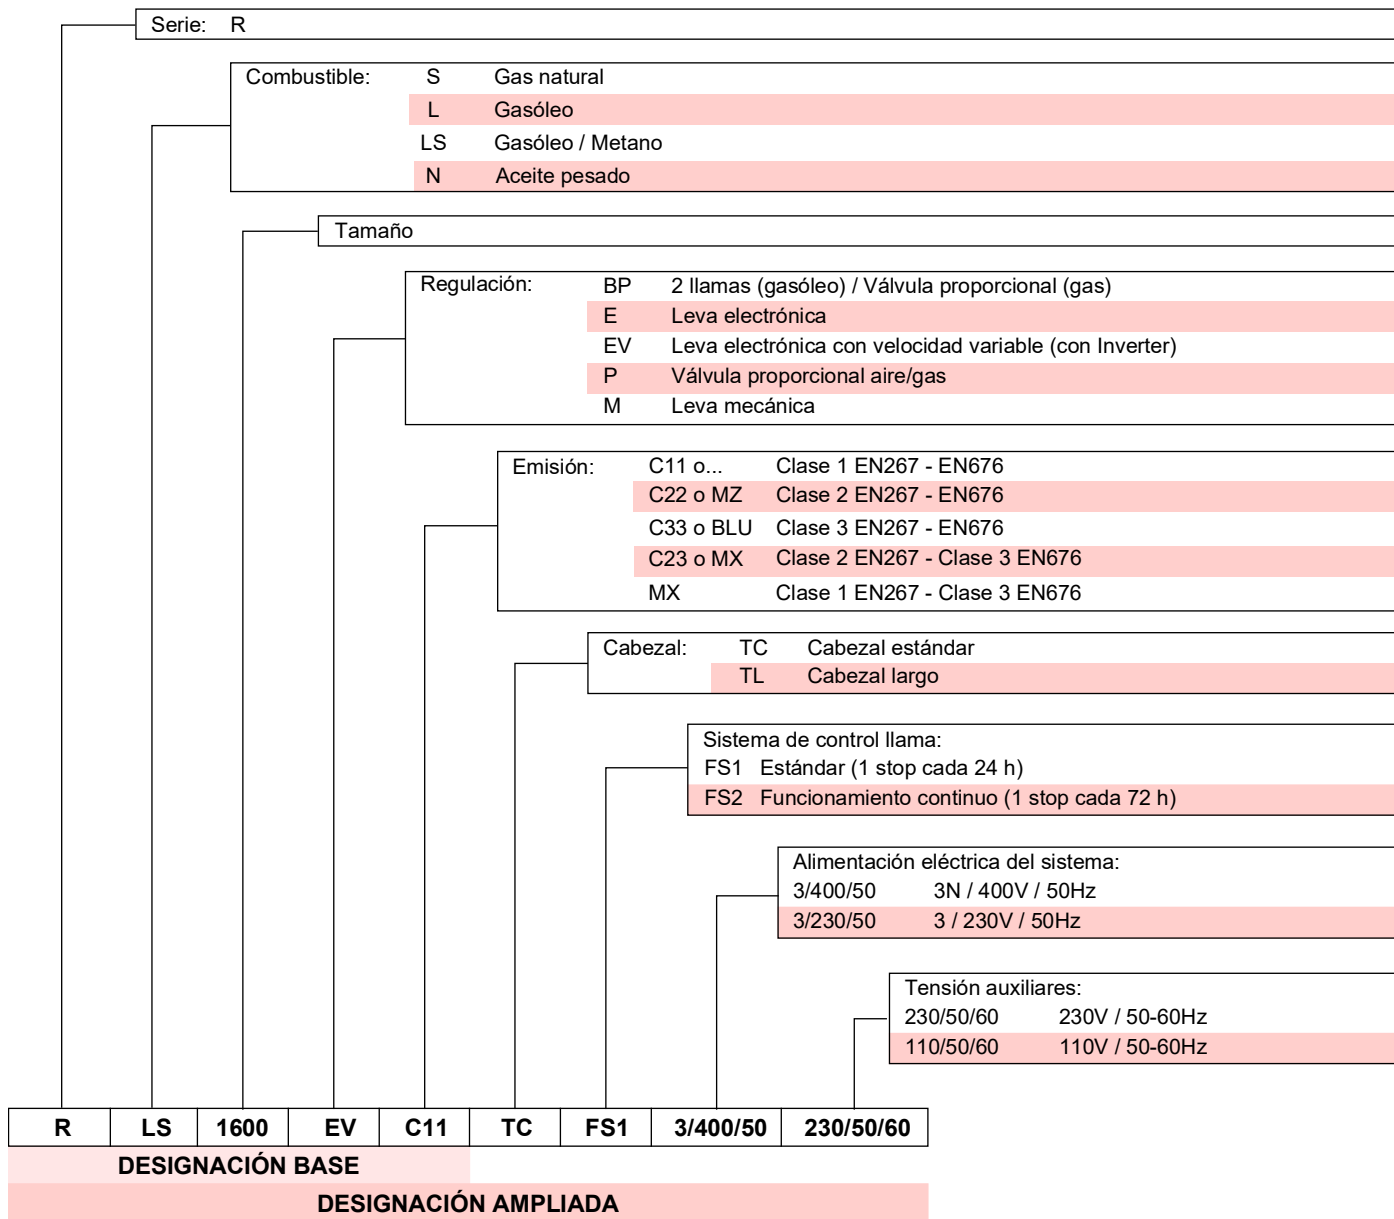 Serie: R
Combustible: S Gas natural
L Gasóleo
LS Gasóleo / Metano
N Aceite pesado
Tamaño
Regulación: BP 2 llamas (gasóleo) / Válvula proporcional (gas)
E Leva electrónica
EV Leva electrónica con velocidad variable (con Inverter)
P Válvula proporcional aire/gas
M Leva mecánica
Emisión: C11 o... Clase 1 EN267 - EN676
C22 o MZ Clase 2 EN267 - EN676
C33 o BLU Clase 3 EN267 - EN676
C23 o MX Clase 2 EN267 - Clase 3 EN676
MX Clase 1 EN267 - Clase 3 EN676
Cabezal: TC Cabezal estándar
TL Cabezal largo
Sistema de control llama:
FS1 Estándar (1 stop cada 24 h)
FS2 Funcionamiento continuo (1 stop cada 72 h)
Alimentación eléctrica del sistema:
3/400/50 3N / 400V / 50Hz
3/230/50 3 / 230V / 50Hz
Tensión auxiliares:
230/50/60 230V / 50-60Hz
110/50/60 110V / 50-60Hz
R LS 1600 EV C11 TC FS1 3/400/50 230/50/60
DESIGNACIÓN BASE
DESIGNACIÓN AMPLIADA